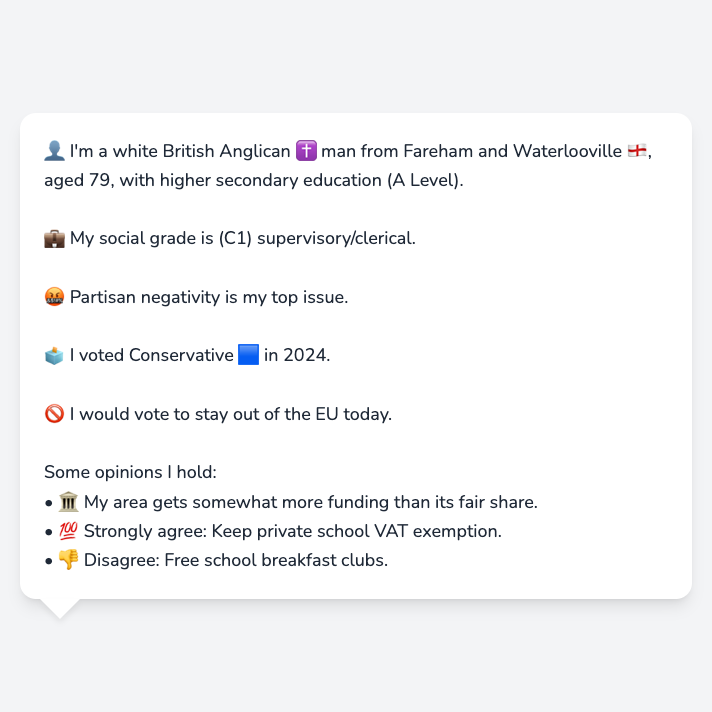 👤 I'm a white British Anglican ✝️ man from Fareham and Waterlooville 🏴󠁧󠁢󠁥󠁮󠁧󠁿,
aged 79, with higher secondary education (A Level).
💼 My social grade is (C1) supervisory/clerical.
🤬 Partisan negativity is my top issue.
🗳️ I voted Conservative 🟦 in 2024.
🚫 I would vote to stay out of the EU today.
Some opinions I hold:
• 🏛️ My area gets somewhat more funding than its fair share.
• 💯 Strongly agree: Keep private school VAT exemption.
• 👎 Disagree: Free school breakfast clubs.